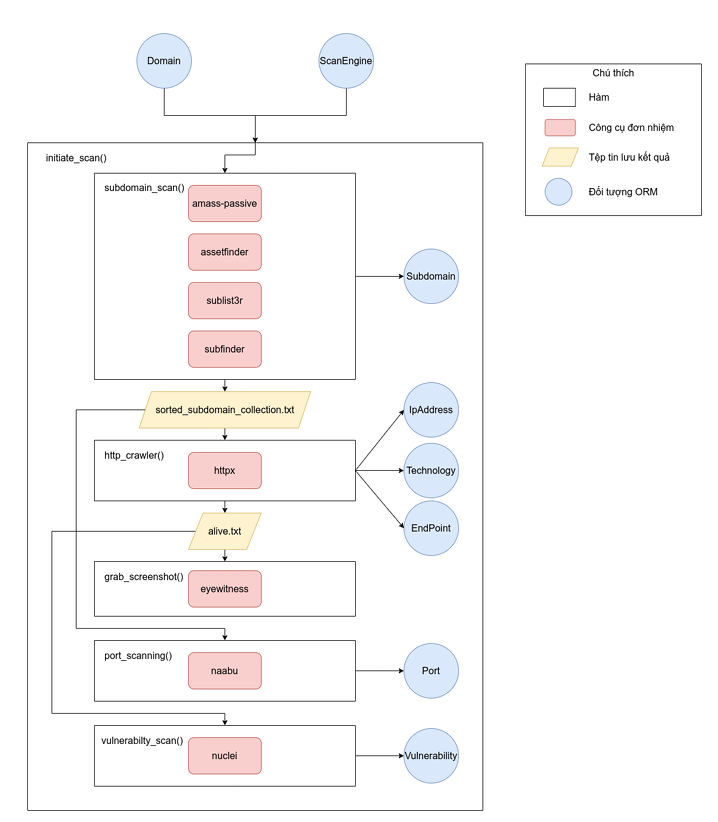 Domain
ScanEngine
Chú thích
Hàm
Công cụ đơn nhiệm
Tệp tin lưu kết quả
Đối tượng ORM
initiate_scan()
subdomain_scan()
amass-passive
assetfinder
sublist3r
subfinder
Subdomain
sorted_subdomain_collection.txt
http_crawler()
httpx
IpAddress
Technology
EndPoint
alive.txt
grab_screenshot()
eyewitness
port_scanning()
naabu
Port
vulnerabilty_scan()
nuclei
Vulnerability